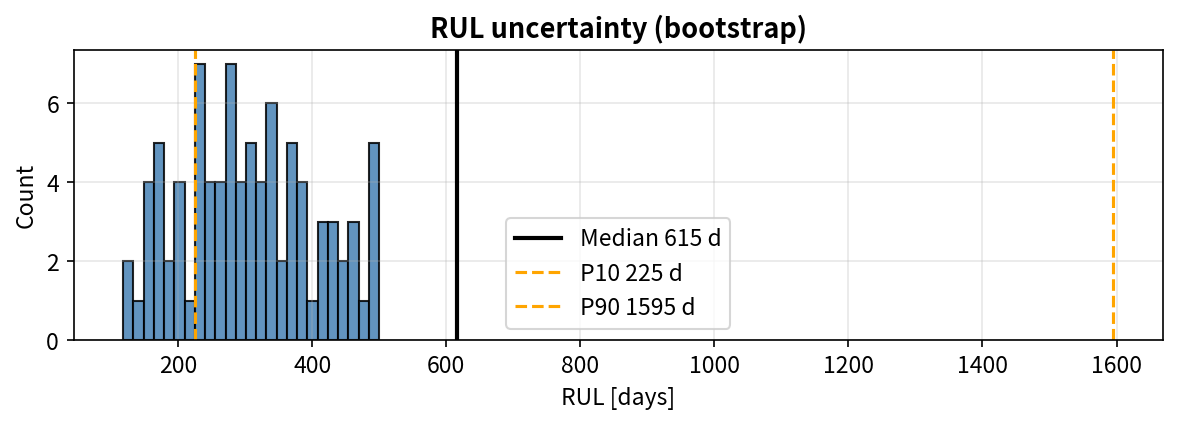 RUL uncertainty (bootstrap)
6
4
2
0
Count
Median 615 d
P10 225 d
P90 1595 d
200 400 600 800 1000 1200 1400 1600
RUL [days]